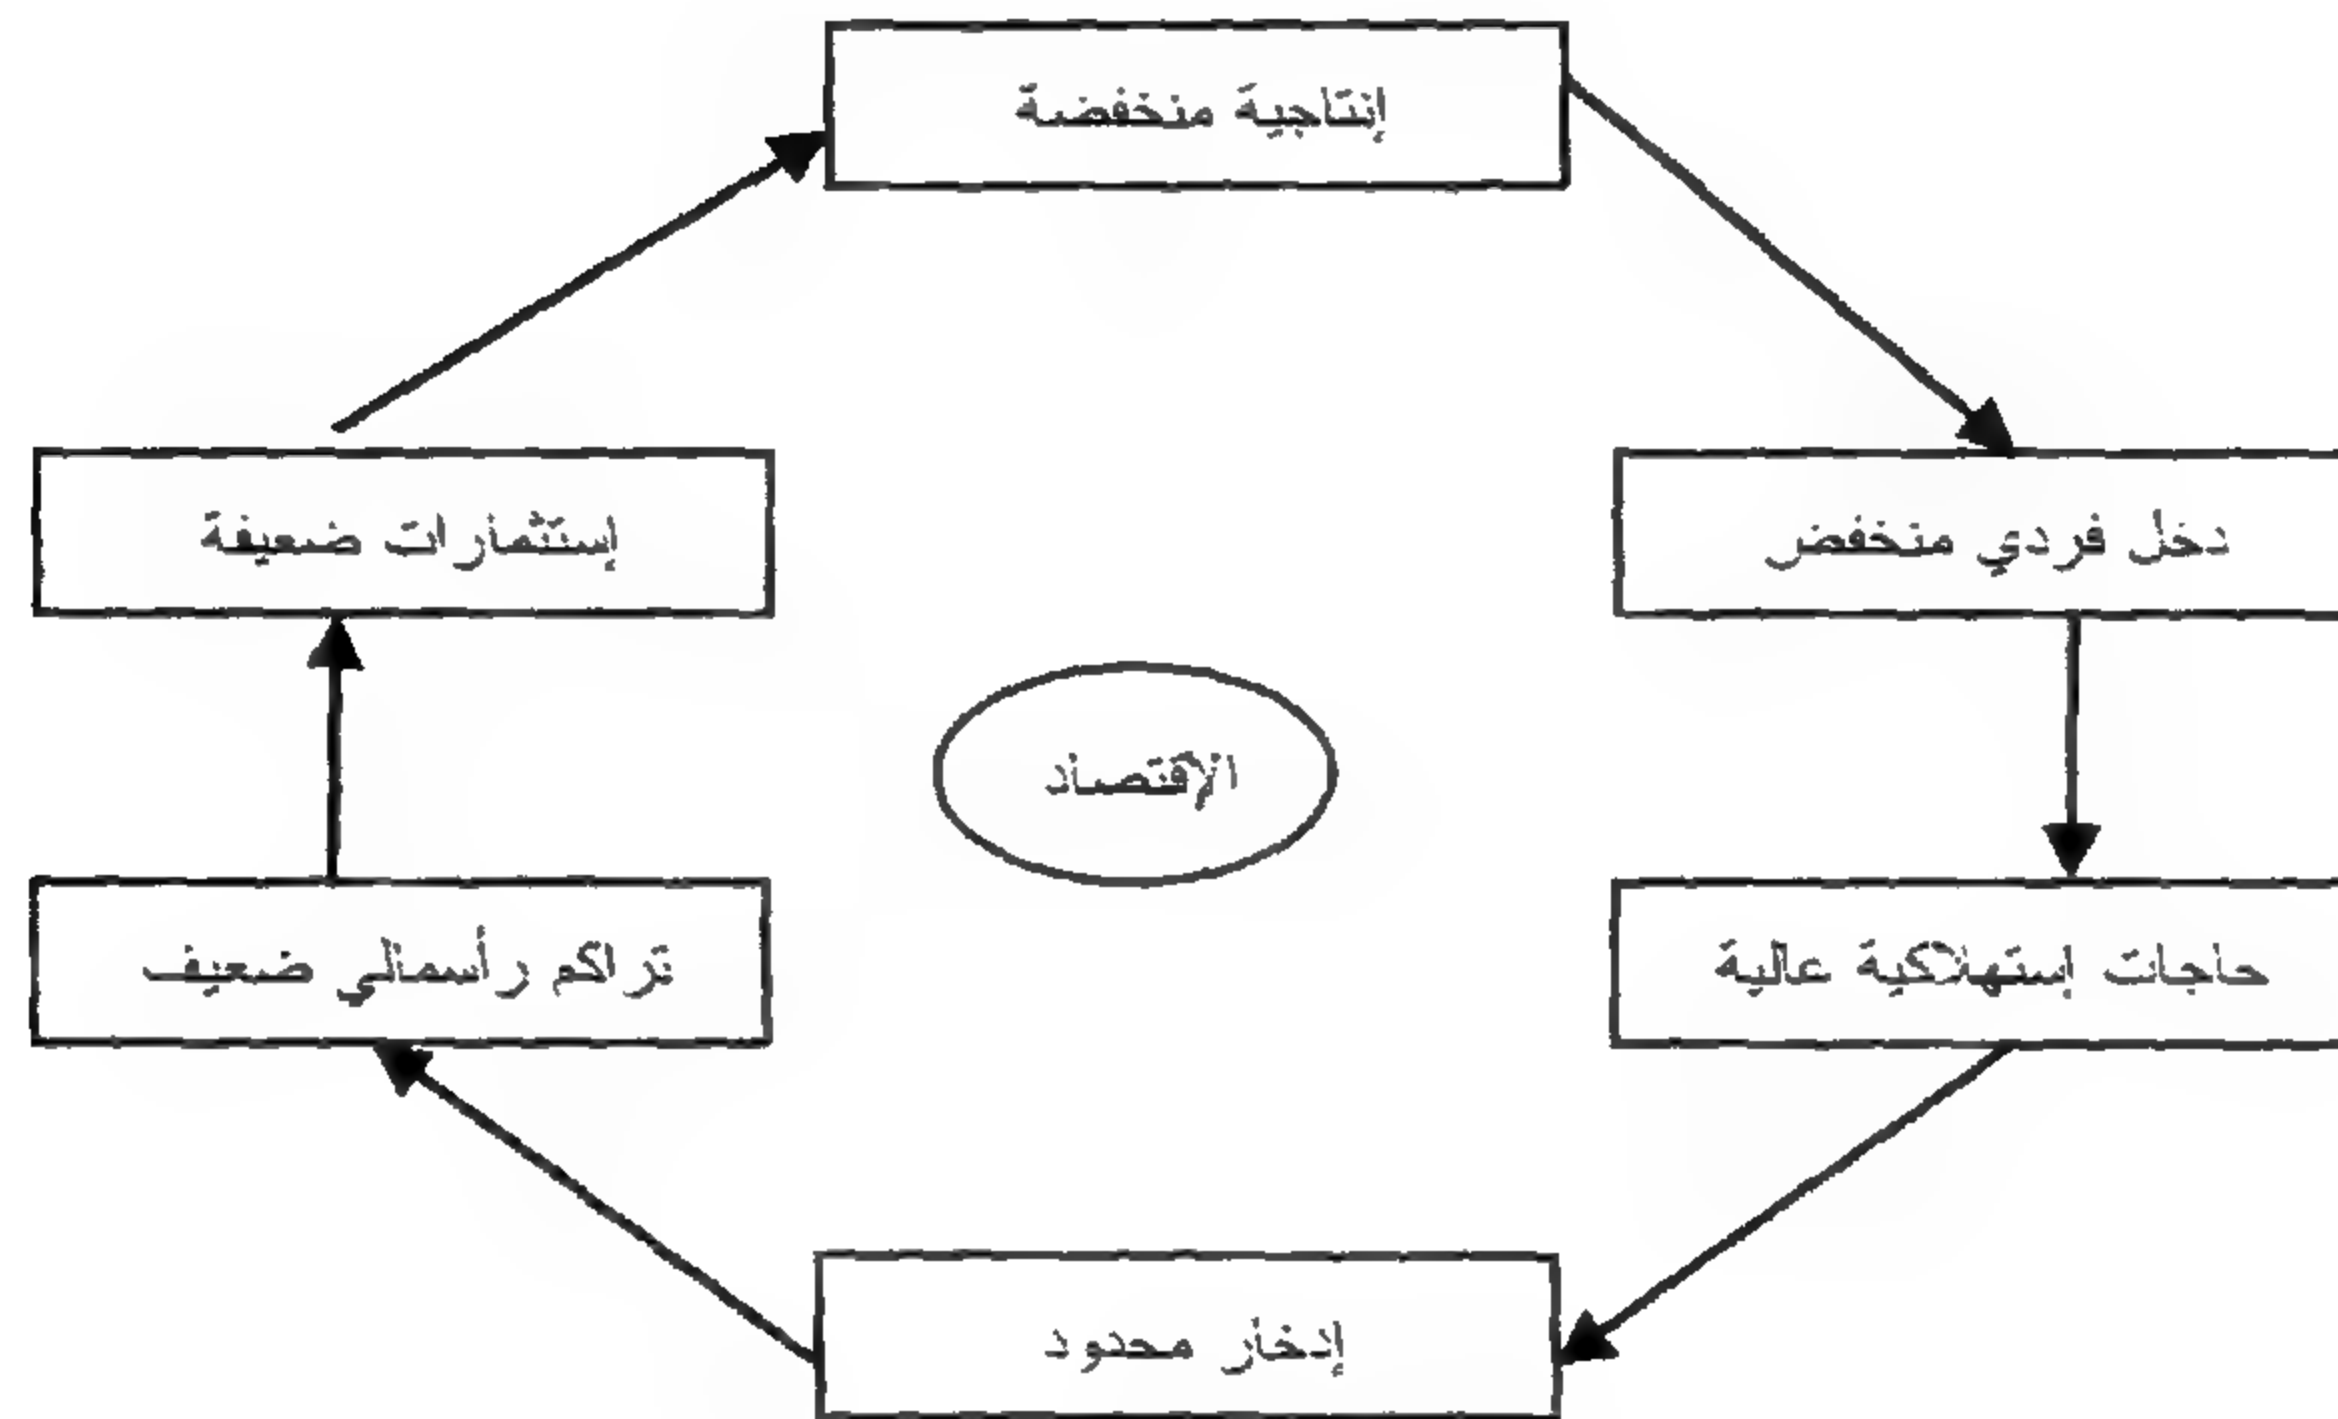 إنتاجية منخفضة
دخل فردي منخفض
إستثمارات ضعيفة
الإقتصاد
حاجات إستهلاكية عالية
تراكم رأسمالي ضعيف
إدخار محدود